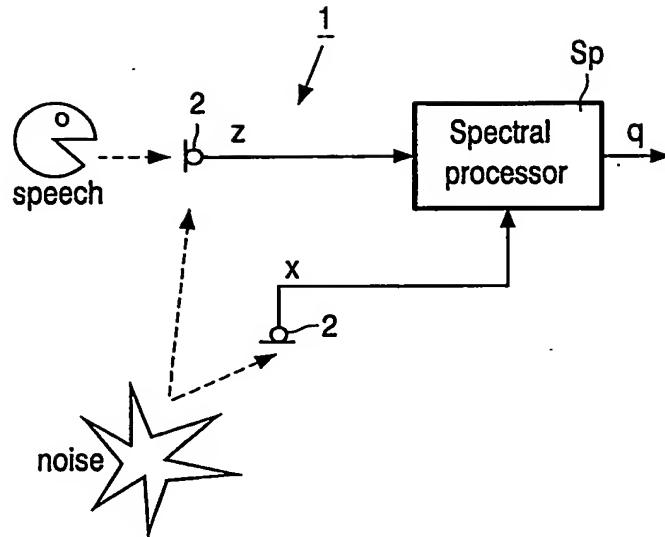 1
Sp
2
z
Spectral
processor
q
speech
x
2
noise